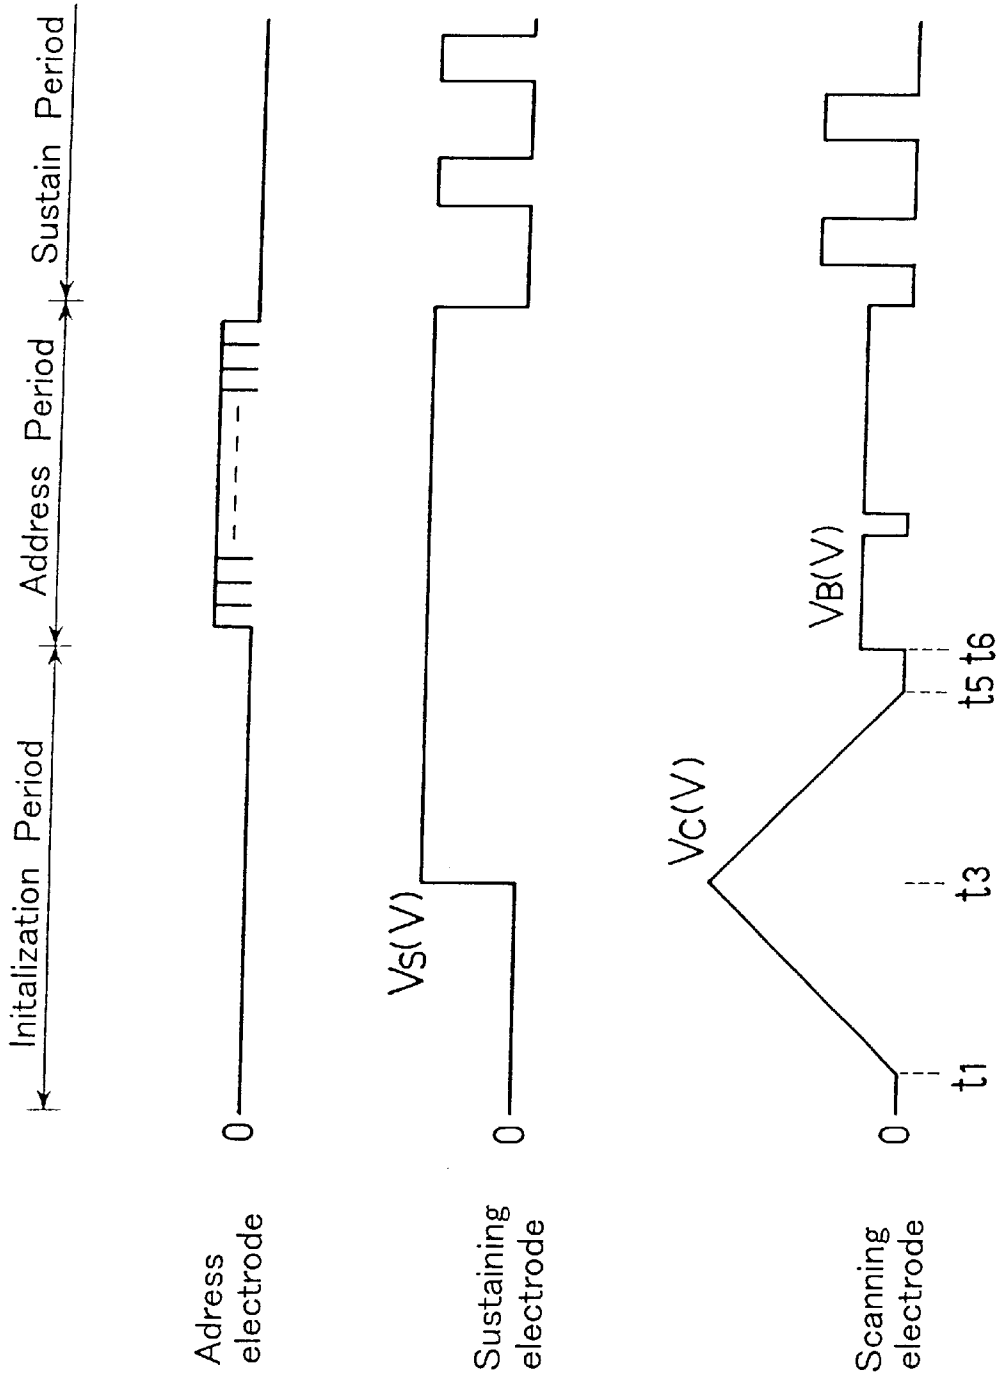 Initalization Period
Address Period
Sustain Period
Adress
electrode
0
Sustaining
electrode
0
VS(V)
Scanning
electrode
0
VC(V)
VB(V)
t1
t3
t5
t6